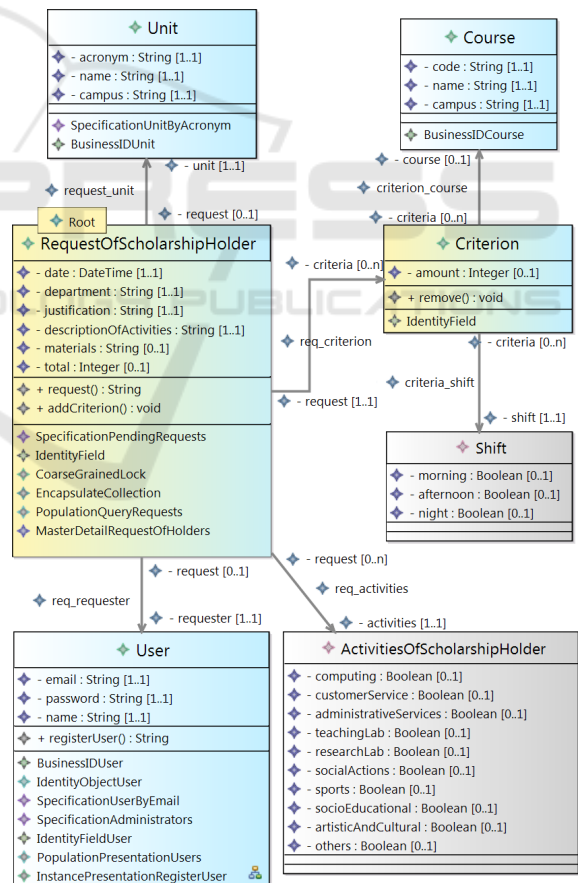 Unit
- acronym : String [1..1]
- name : String [1..1]
- campus : String [1..1]
SpecificationUnitByAcronym
BusinessIDUnit
Course
- code : String [1..1]
- name : String [1..1]
- campus : String [1..1]
BusinessIDCourse
- unit [1..1]
request_unit
- request [0..1]
- course [0..1]
criterion_course
- criteria [0..n]
Root
RequestOfScholarshipHolder
- date : DateTime [1..1]
- department : String [1..1]
- justification : String [1..1]
- descriptionOfActivities : String [1..1]
- materials : String [0..1]
- total : Integer [0..1]
+ request() : String
+ addCriterion() : void
SpecificationPendingRequests
IdentityField
CoarseGrainedLock
EncapsulateCollection
PopulationQueryRequests
MasterDetailRequestOfHolders
- criteria [0..n]
req_criterion
- request [1..1]
Criterion
- amount : Integer [0..1]
+ remove() : void
IdentityField
- criteria [0..n]
criteria_shift
- shift [1..1]
Shift
- morning : Boolean [0..1]
- afternoon : Boolean [0..1]
- night : Boolean [0..1]
- request [0..1]
req_requester
- requester [1..1]
- request [0..n]
req_activities
- activities [1..1]
User
- email : String [1..1]
- password : String [1..1]
- name : String [1..1]
+ registerUser() : String
BusinessIDUser
IdentityObjectUser
SpecificationUserByEmail
SpecificationAdministrators
IdentityFieldUser
PopulationPresentationUsers
InstancePresentationRegisterUser
ActivitiesOfScholarshipHolder
- computing : Boolean [0..1]
- customerService : Boolean [0..1]
- administrativeServices : Boolean [0..1]
- teachingLab : Boolean [0..1]
- researchLab : Boolean [0..1]
- socialActions : Boolean [0..1]
- sports : Boolean [0..1]
- socioEducational : Boolean [0..1]
- artisticAndCultural : Boolean [0..1]
- others : Boolean [0..1]